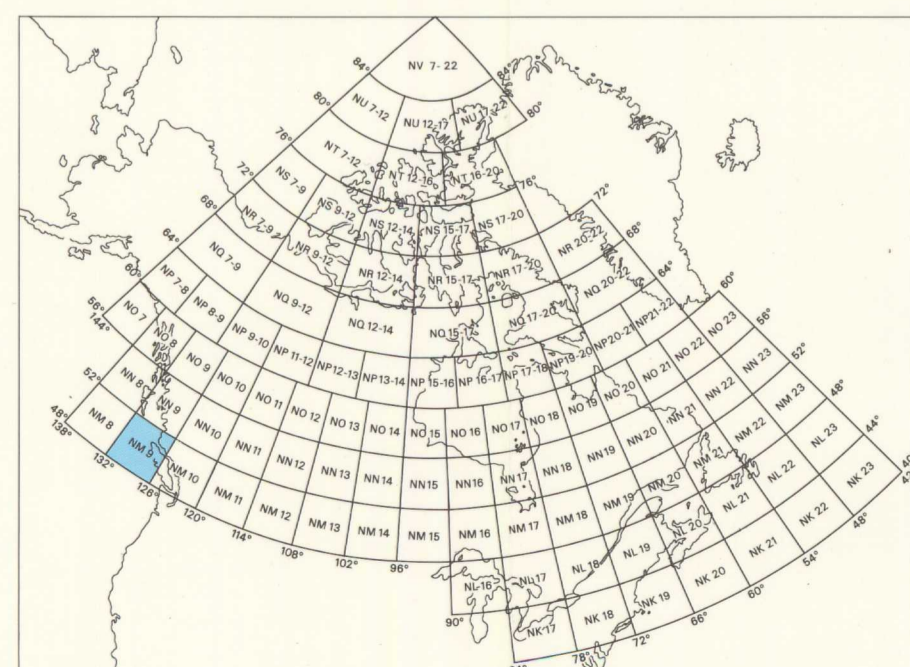 NV 7-22
84°
84°
NU 7-12
NU 12-17
NU 17-22
80°
80°
NT 7-12
NT 12-16
NT 16-20
76°
76°
NS 7-9
NS 9-12
NS 12-14
NS 15-17
NS 17-20
72°
72°
NR 7-9
NR 9-12
NR 12-14
NR 15-17
NR 17-20
NR 20-22
68°
68°
NQ 7-9
NQ 9-12
NQ 12-14
NQ 15-17
NQ 17-20
NQ 20-22
64°
64°
NP 7-8
NP 8-9
NP 9-10
NP 11-12
NP 12-13
NP 13-14
NP 15-16
NP 16-17
NP 17-18
NP 19-20
NP 20-21
NP 21-22
60°
60°
NO 7
NO 8
NO 9
NO 10
NO 11
NO 12
NO 13
NO 14
NO 15
NO 16
NO 17
NO 18
NO 19
NO 20
NO 21
NO 22
NO 23
56°
144°
56°
NN 8
NN 9
NN 10
NN 11
NN 12
NN 13
NN 14
NN 15
NN 16
NN 17
NN 18
NN 19
NN 20
NN 21
NN 22
NN 23
52°
52°
NM 8
NM 9
NM 10
NM 11
NM 12
NM 13
NM 14
NM 15
NM 16
NM 17
NM 18
NM 19
NM 20
NM 21
NM 22
NM 23
48°
138°
48°
NL 16
NL 17
NL 18
NL 19
NL 20
NL 21
NL 22
NL 23
44°
NK 17
NK 18
NK 19
NK 20
NK 21
NK 22
NK 23
132°
126°
120°
114°
108°
102°
96°
90°
78°
72°
66°
60°
54°
48°